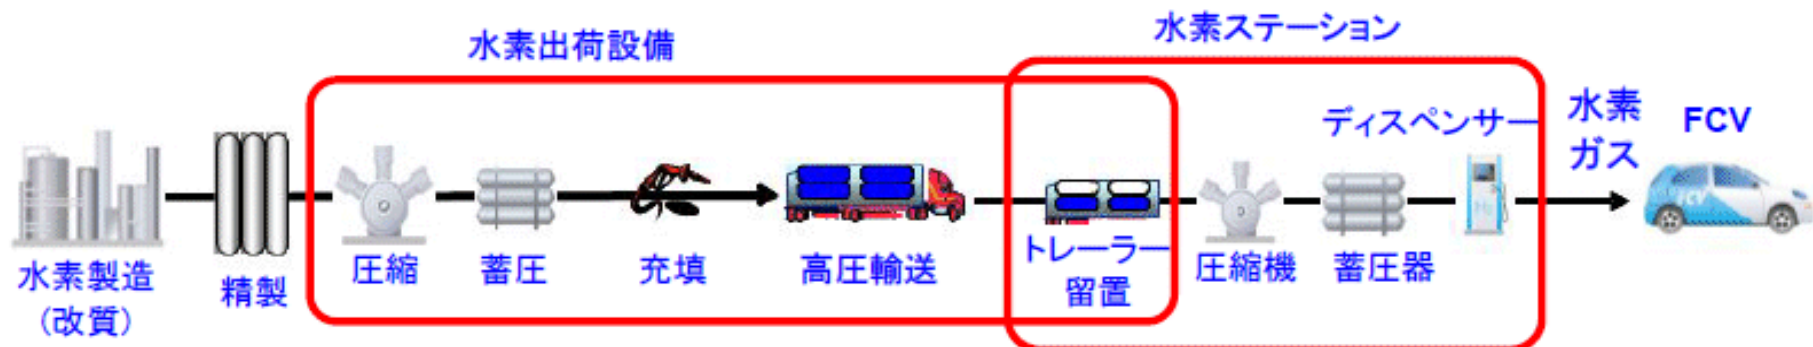 水素出荷設備
水素ステーション
ディスペンサー
水素
ガス
FCV
水素製造
(改質)
精製
圧縮
蓄圧
充填
高圧輸送
トレーラー
留置
圧縮機
蓄圧器
H2
FCV